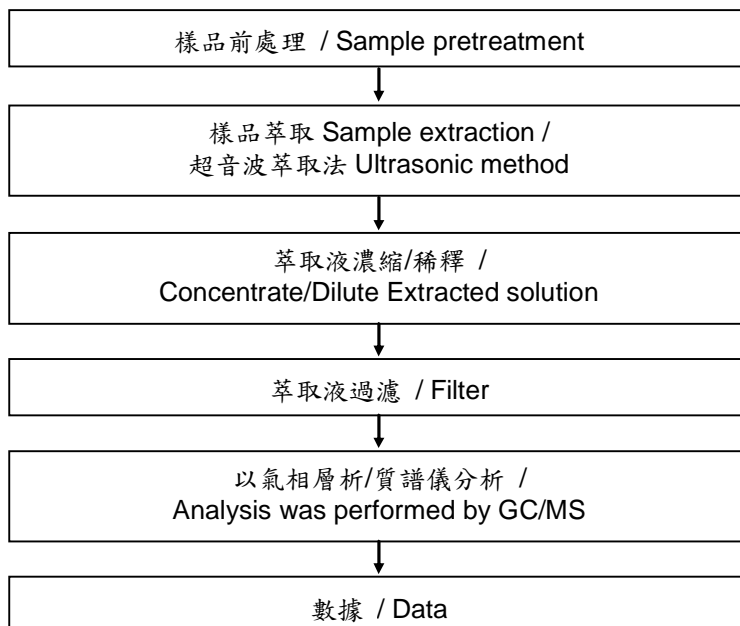 樣品前處理 / Sample pretreatment
樣品萃取 Sample extraction /
超音波萃取法 Ultrasonic method
萃取液濃縮/稀釋 /
Concentrate/Dilute Extracted solution
萃取液過濾 / Filter
以氣相層析/質譜儀分析 /
Analysis was performed by GC/MS
數據 / Data